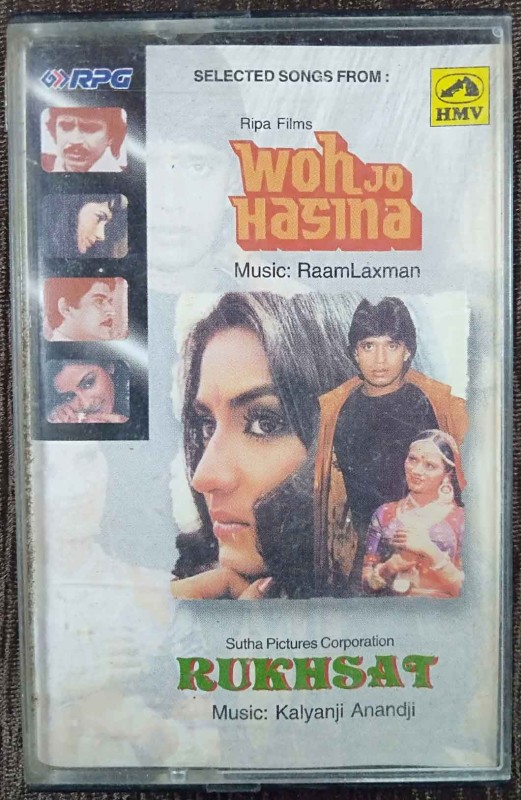 RPG
SELECTED SONGS FROM :
HMV
Ripa Films
Woh Jo
Hasina
Music: RaamLaxman
Sutha Pictures Corporation
RUKHSAT
Music: Kalyanji Anandji